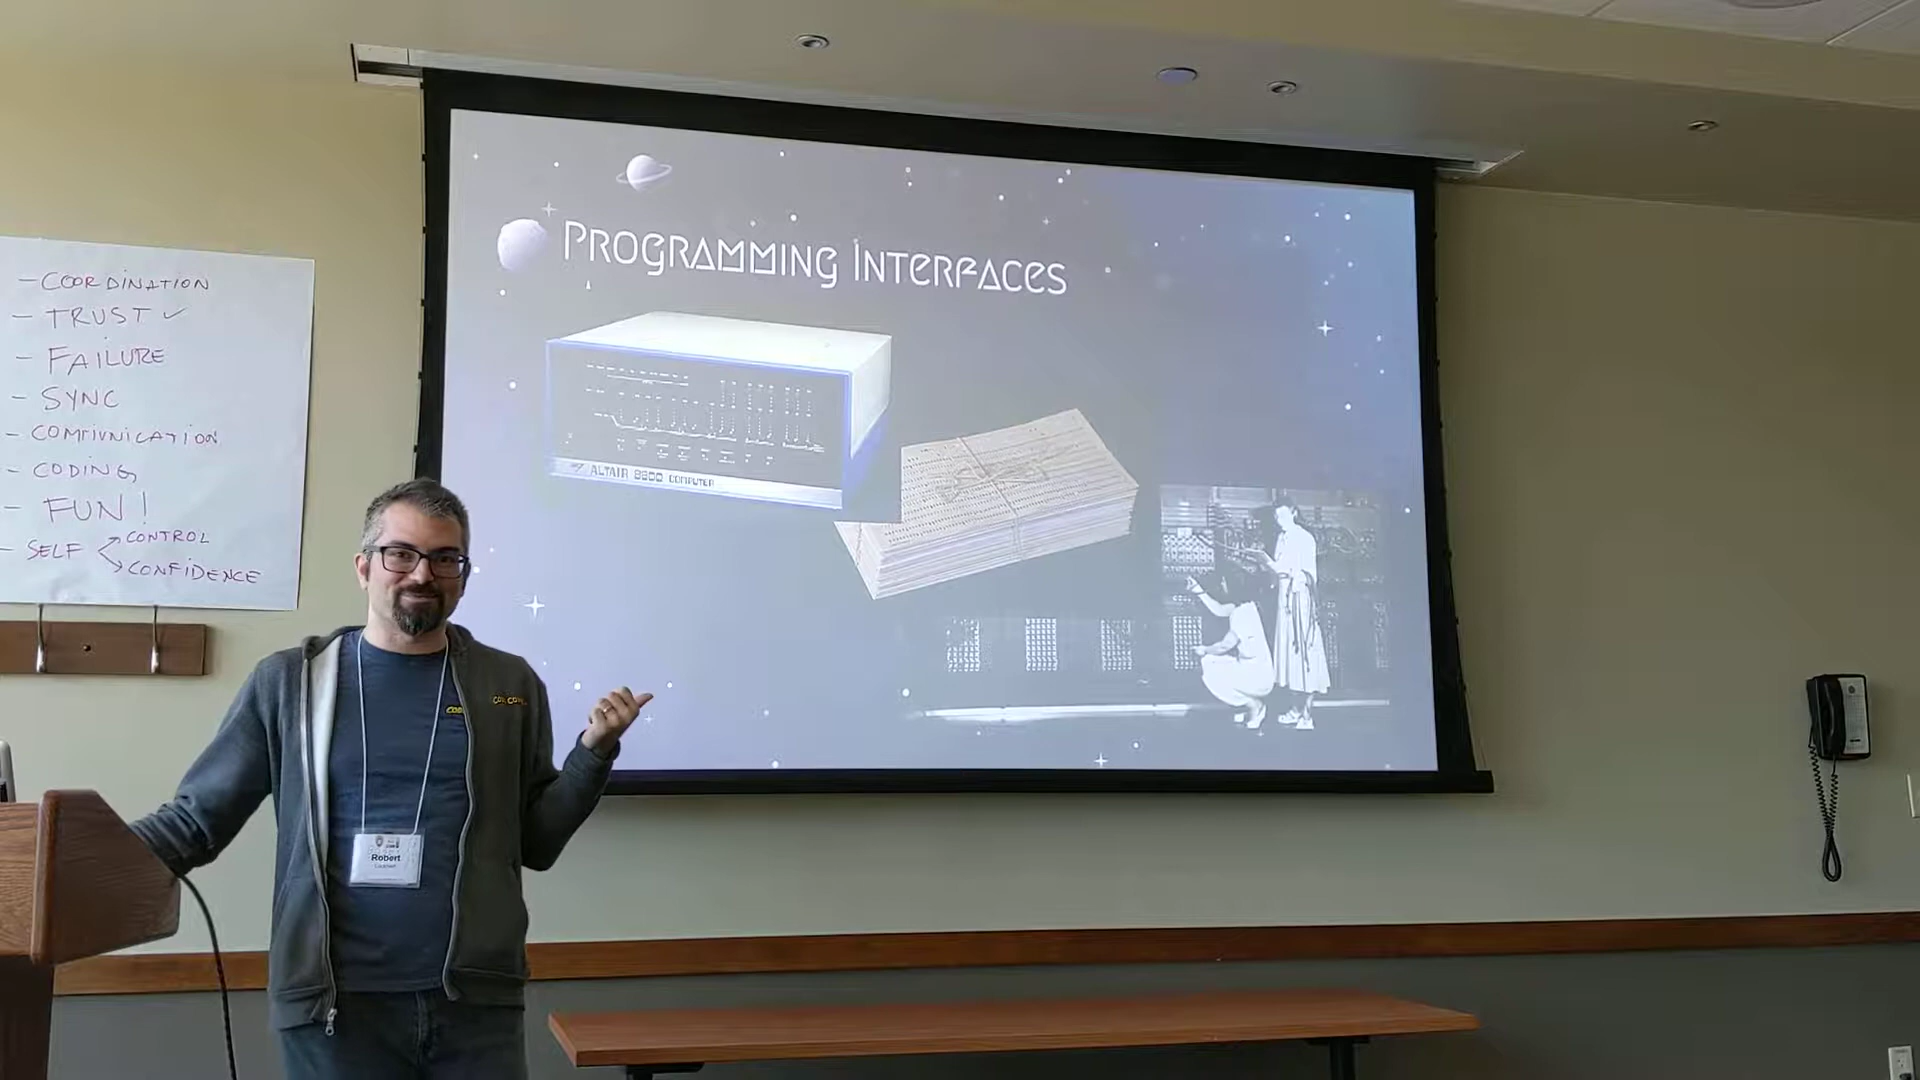 - COORDINATION
- TRUST ✓
- FAILURE
- SYNC
- COMMUNICATION
- CODING
- FUN!
- SELF
CONTROL
CONFIDENCE
PROGRAMMING INTERFACES
ALTAIR 8800 COMPUTER
Robert